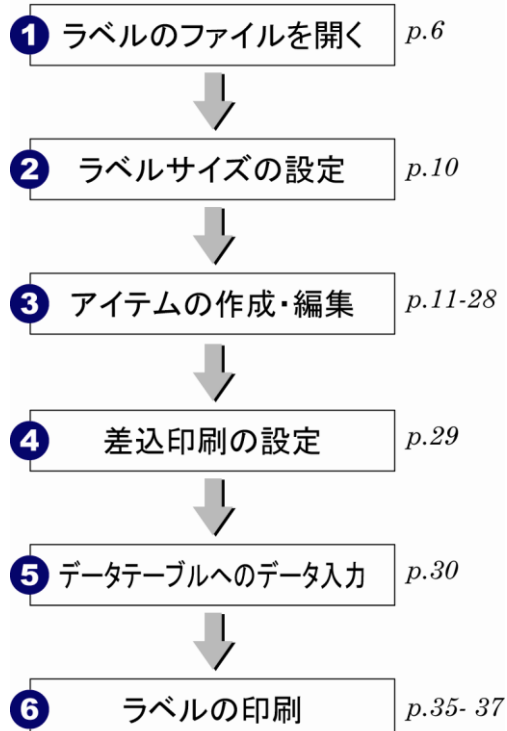 1 ラベルのファイルを開く p.6
2 ラベルサイズの設定 p.10
3 アイテムの作成・編集 p.11-28
4 差込印刷の設定 p.29
5 データテーブルへのデータ入力 p.30
6 ラベルの印刷 p.35- 37